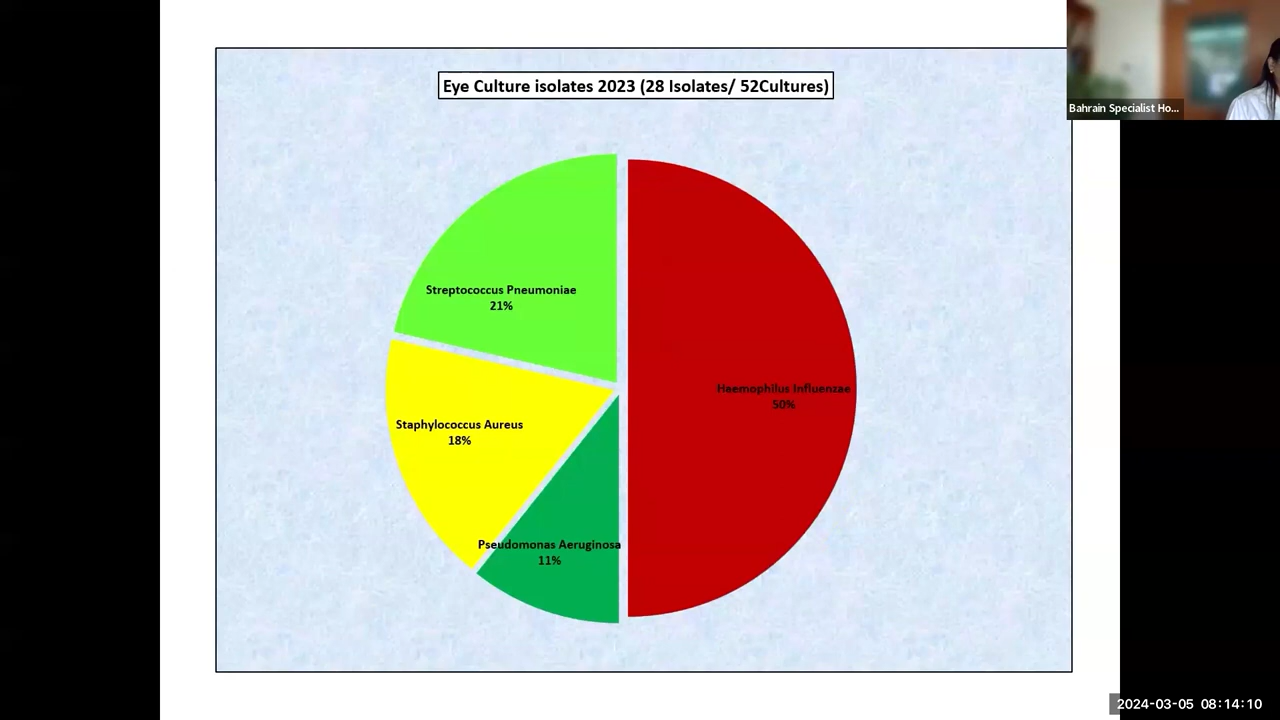 Eye Culture isolates 2023 (28 Isolates/ 52Cultures)
Bahrain Specialist Ho...
Streptococcus Pneumoniae
21%
Haemophilus Influenzae
50%
Staphylococcus Aureus
18%
Pseudomonas Aeruginosa
11%
2024-03-05 08:14:10